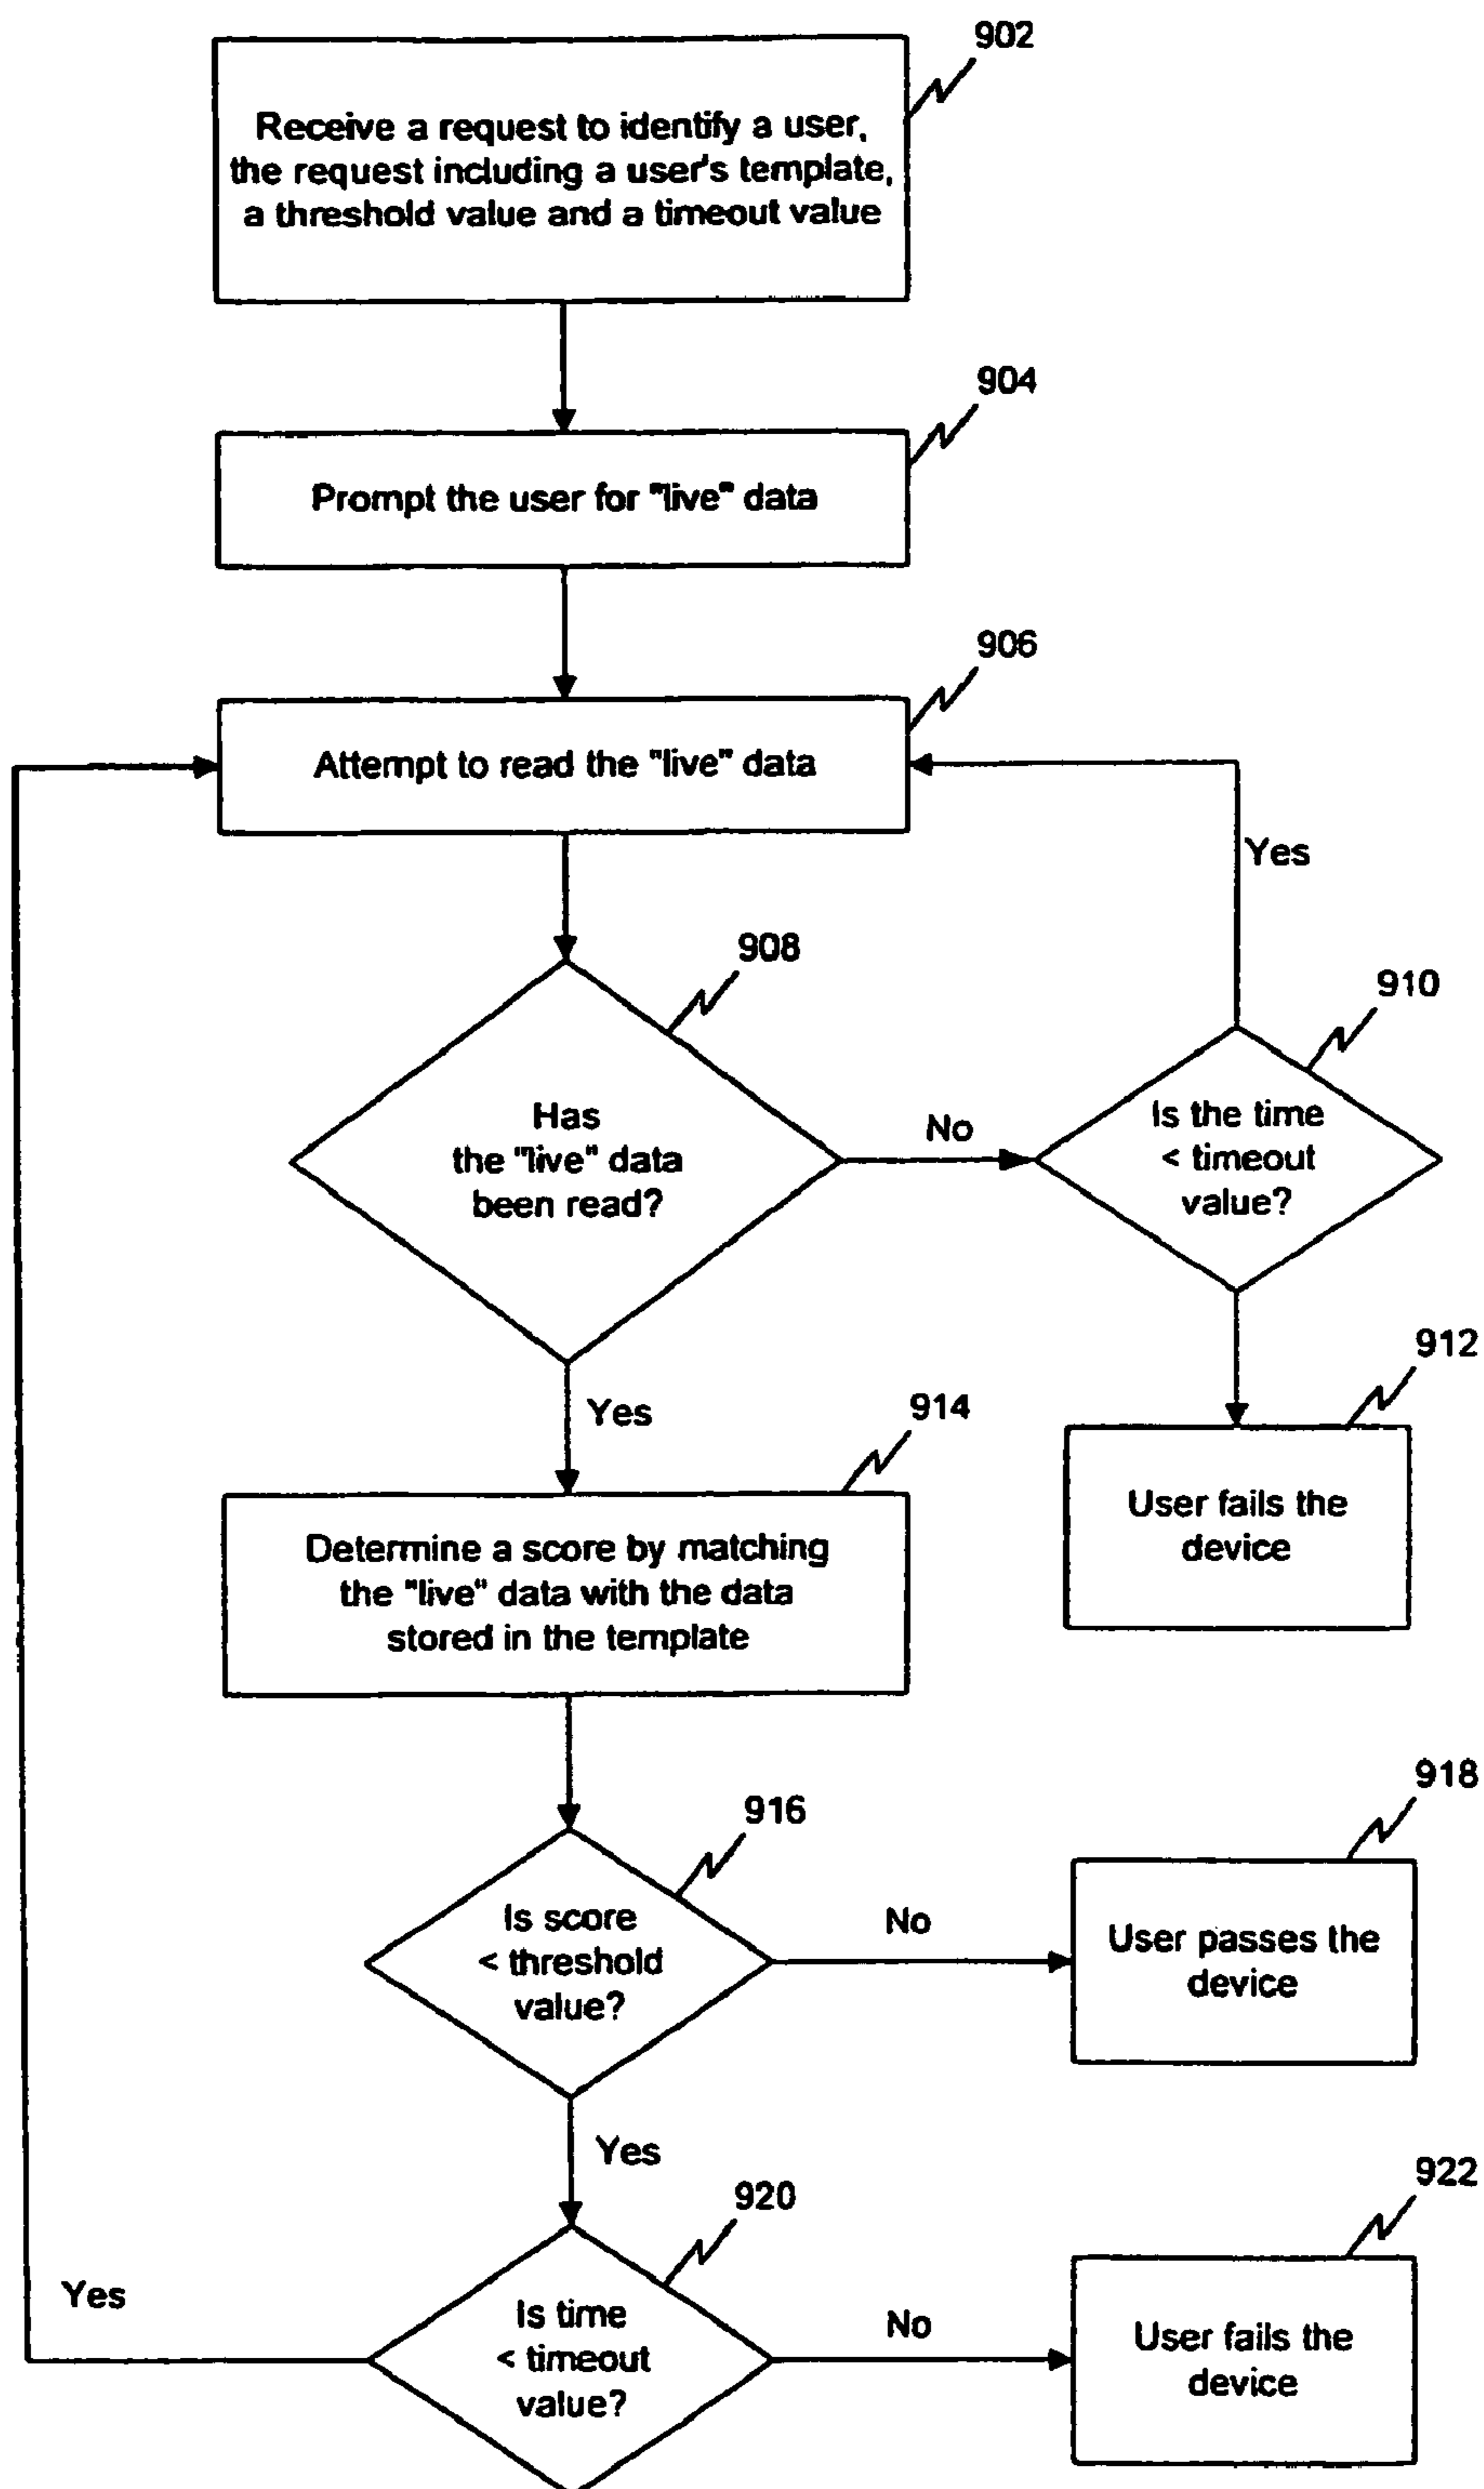 902
Receive a request to identify a user,
the request including a user's template,
a threshold value and a timeout value
904
Prompt the user for "live" data
906
Attempt to read the "live" data
Yes
908
910
Has
the "live" data
been read?
No
Is the time
< timeout
value?
912
Yes
914
User fails the
device
Determine a score by matching
the "live" data with the data
stored in the template
918
916
Is score
< threshold
value?
No
User passes the
device
Yes
920
922
Yes
Is time
< timeout
value?
No
User fails the
device